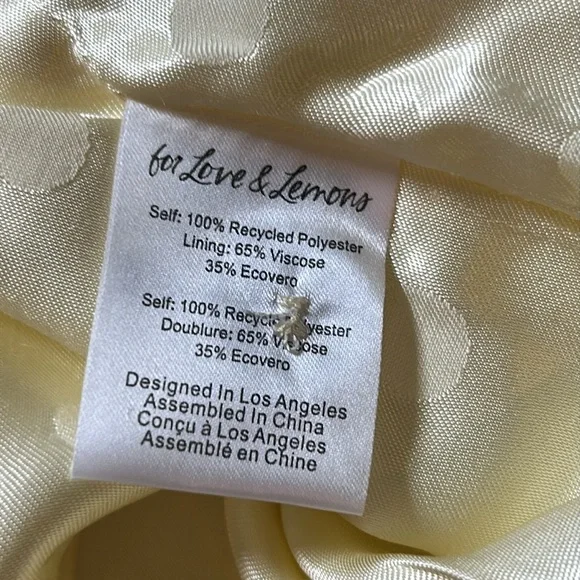 for Love & Lemons
Self: 100% Recycled Polyester
Lining: 65% Viscose
35% Ecovero
Self: 100%
Doublure: 65%
35% Ecovero
Designed In Los Angeles
Assembled In China
Conçu à Los Angeles
Assemblé en Chine